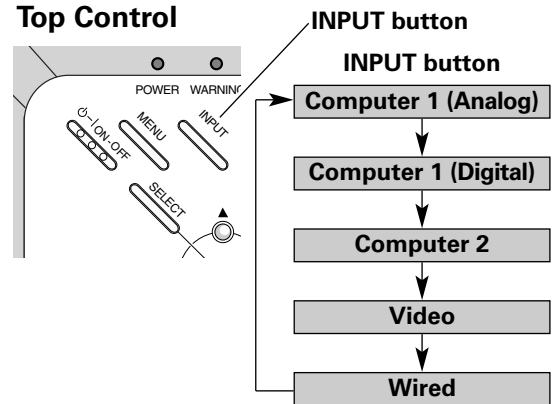 Top Control
INPUT button
INPUT button
POWER WARNING
ON-OFF
MENU
INPUT
SELECT
Computer 1 (Analog)
Computer 1 (Digital)
Computer 2
Video
Wired